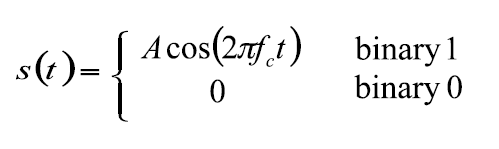 s(t) = { A cos(2πf_c t) binary 1
0 binary 0